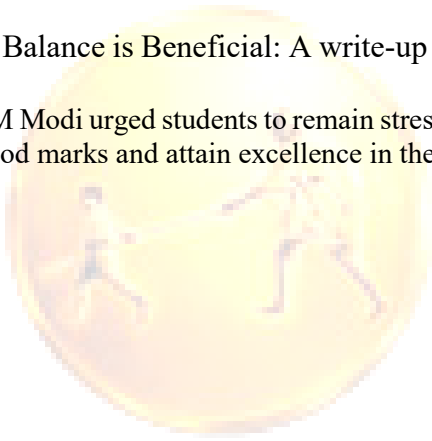 Balance is Beneficial: A write-up
M Modi urged students to remain stres
od marks and attain excellence in the